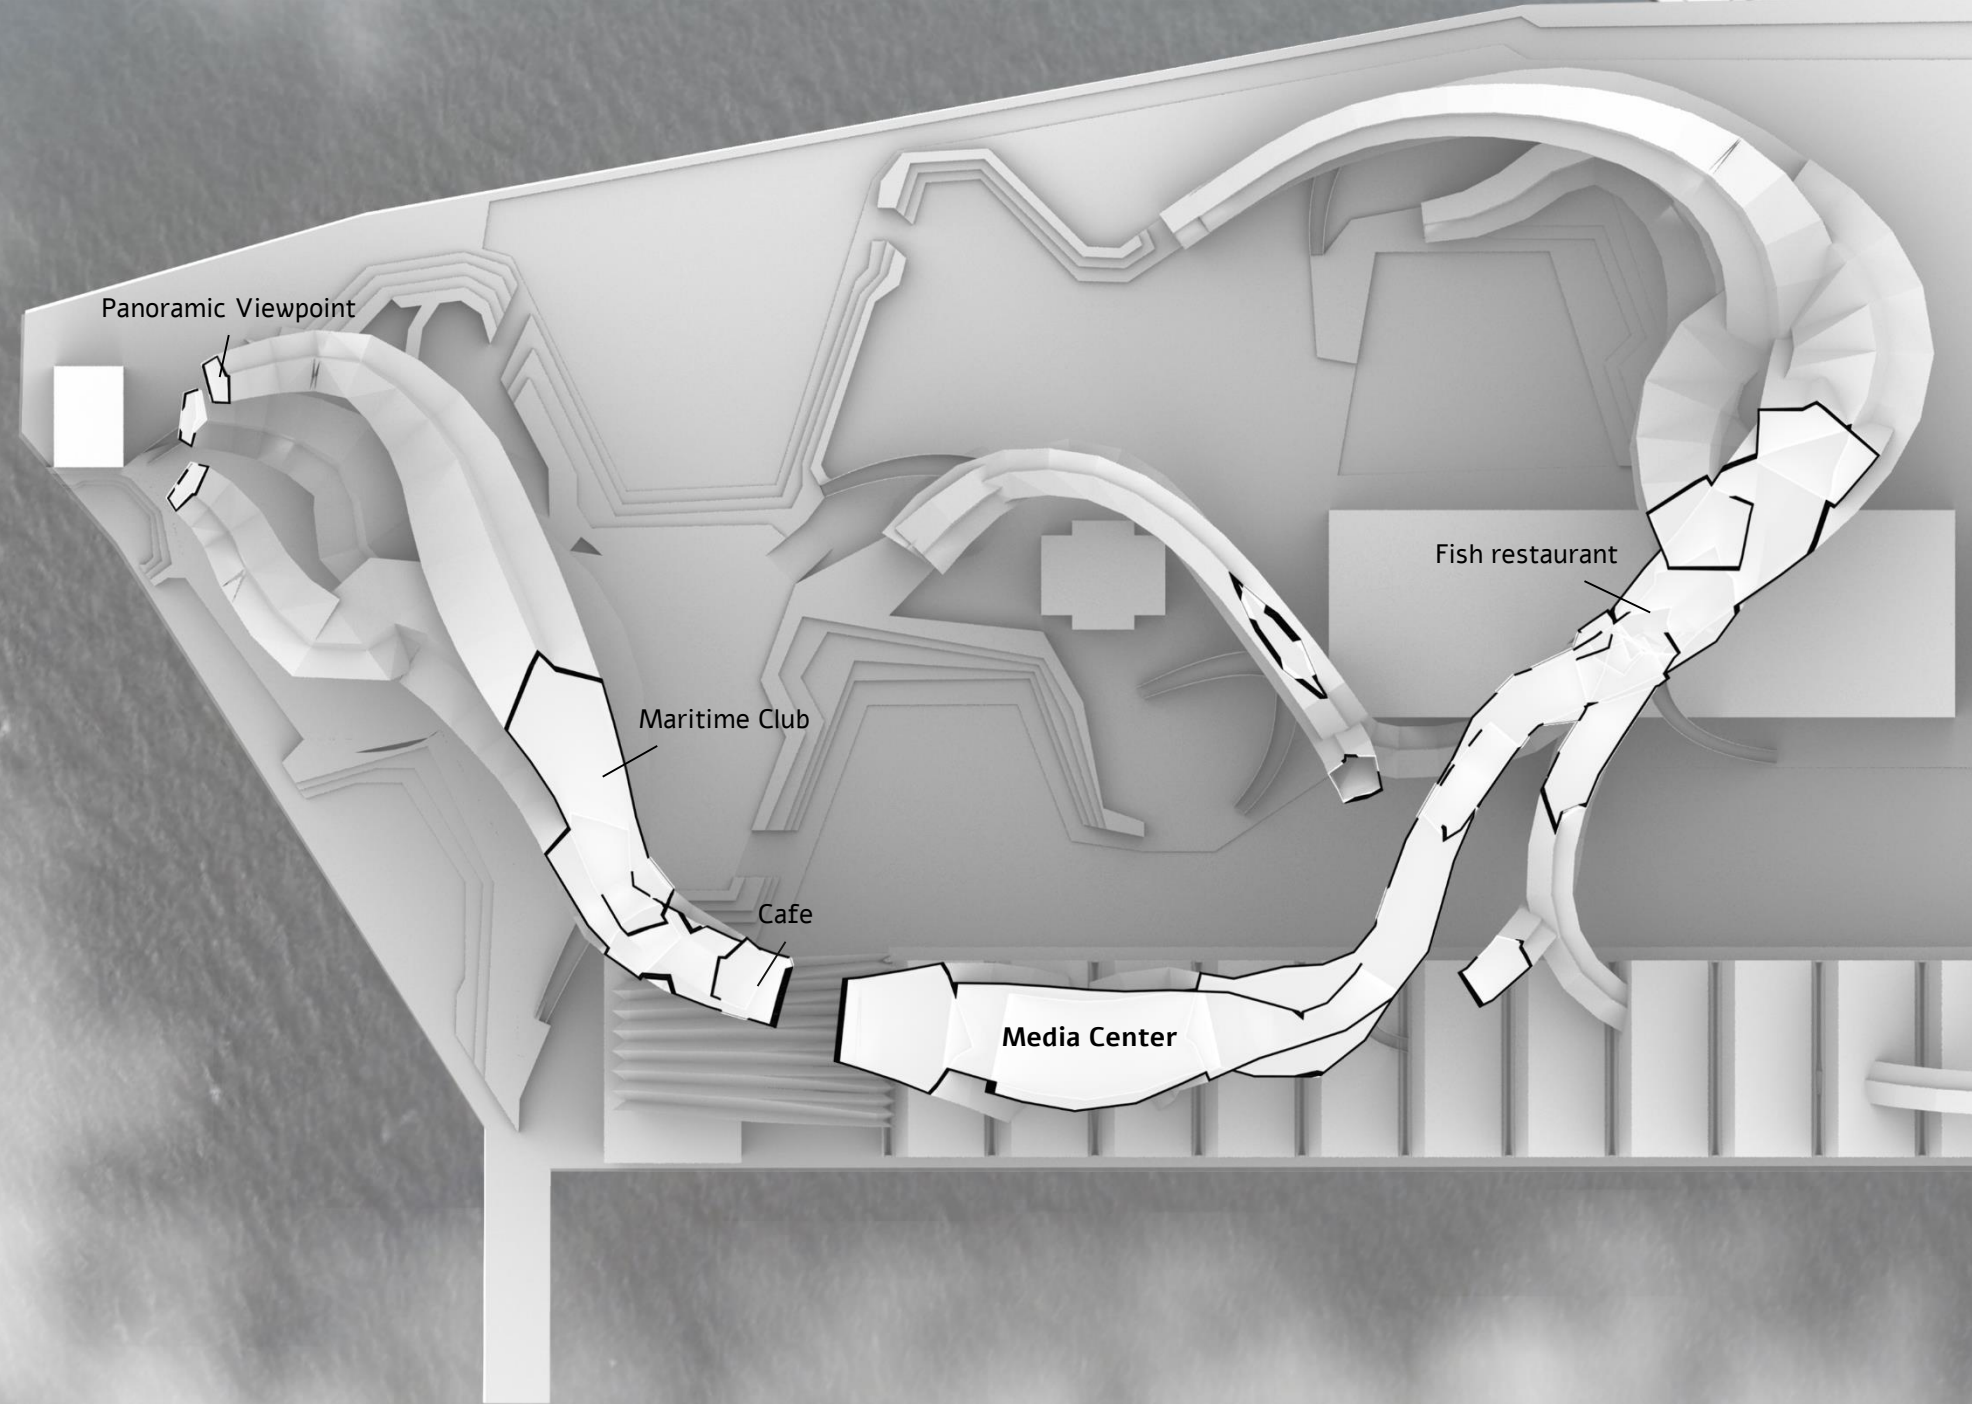 Panoramic Viewpoint
Fish restaurant
Maritime Club
Cafe
Media Center